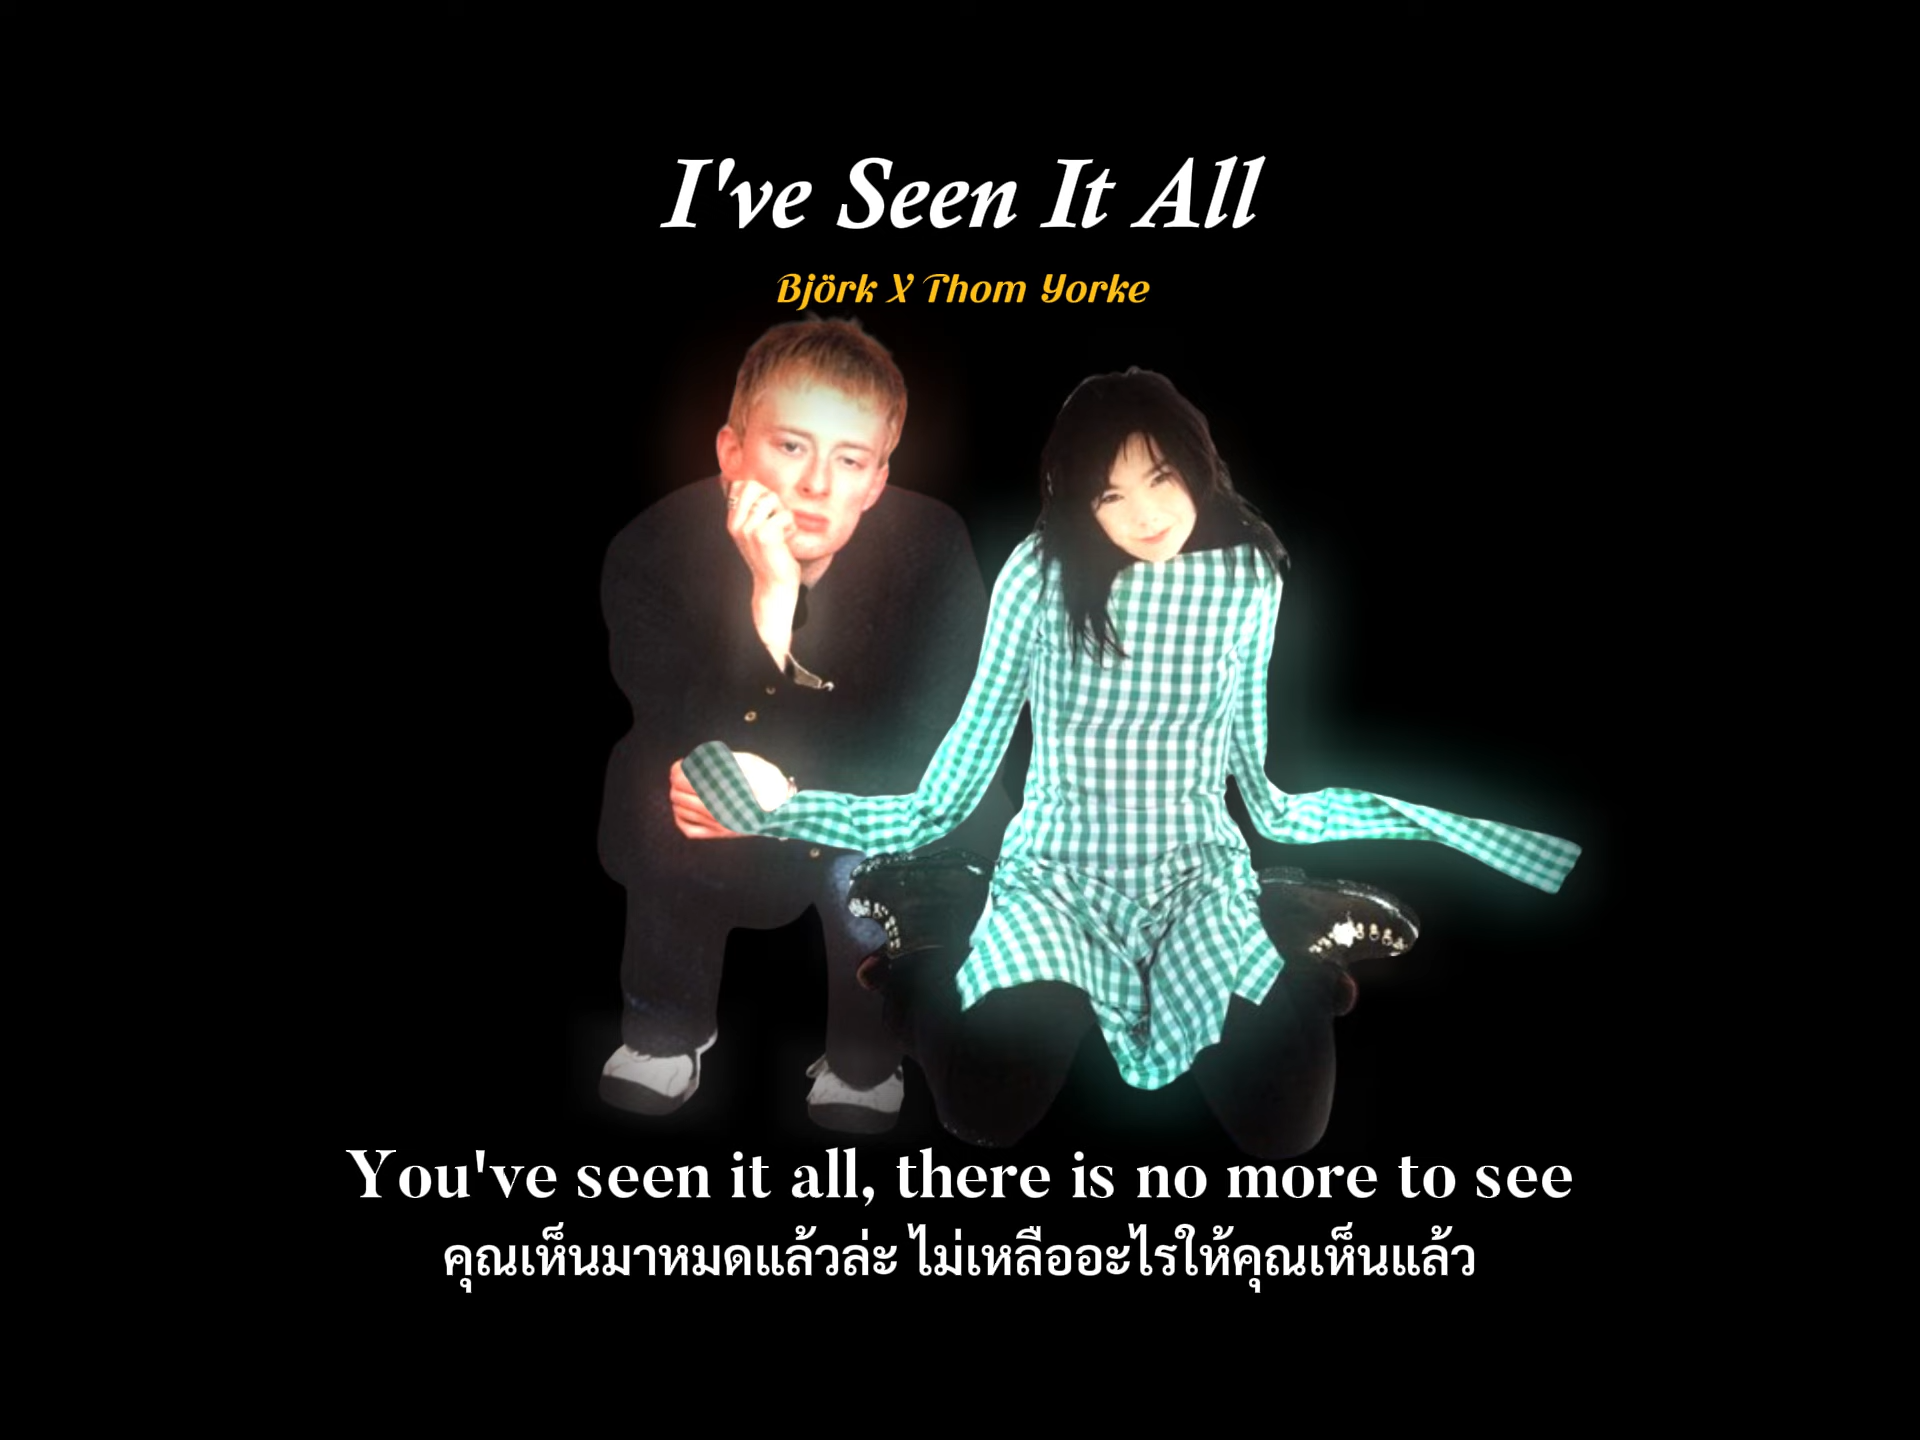 I've Seen It All
Björk X Thom Yorke
You've seen it all, there is no more to see
คุณเห็นมาหมดแล้วล่ะ ไม่เหลืออะไรให้คุณเห็นแล้ว